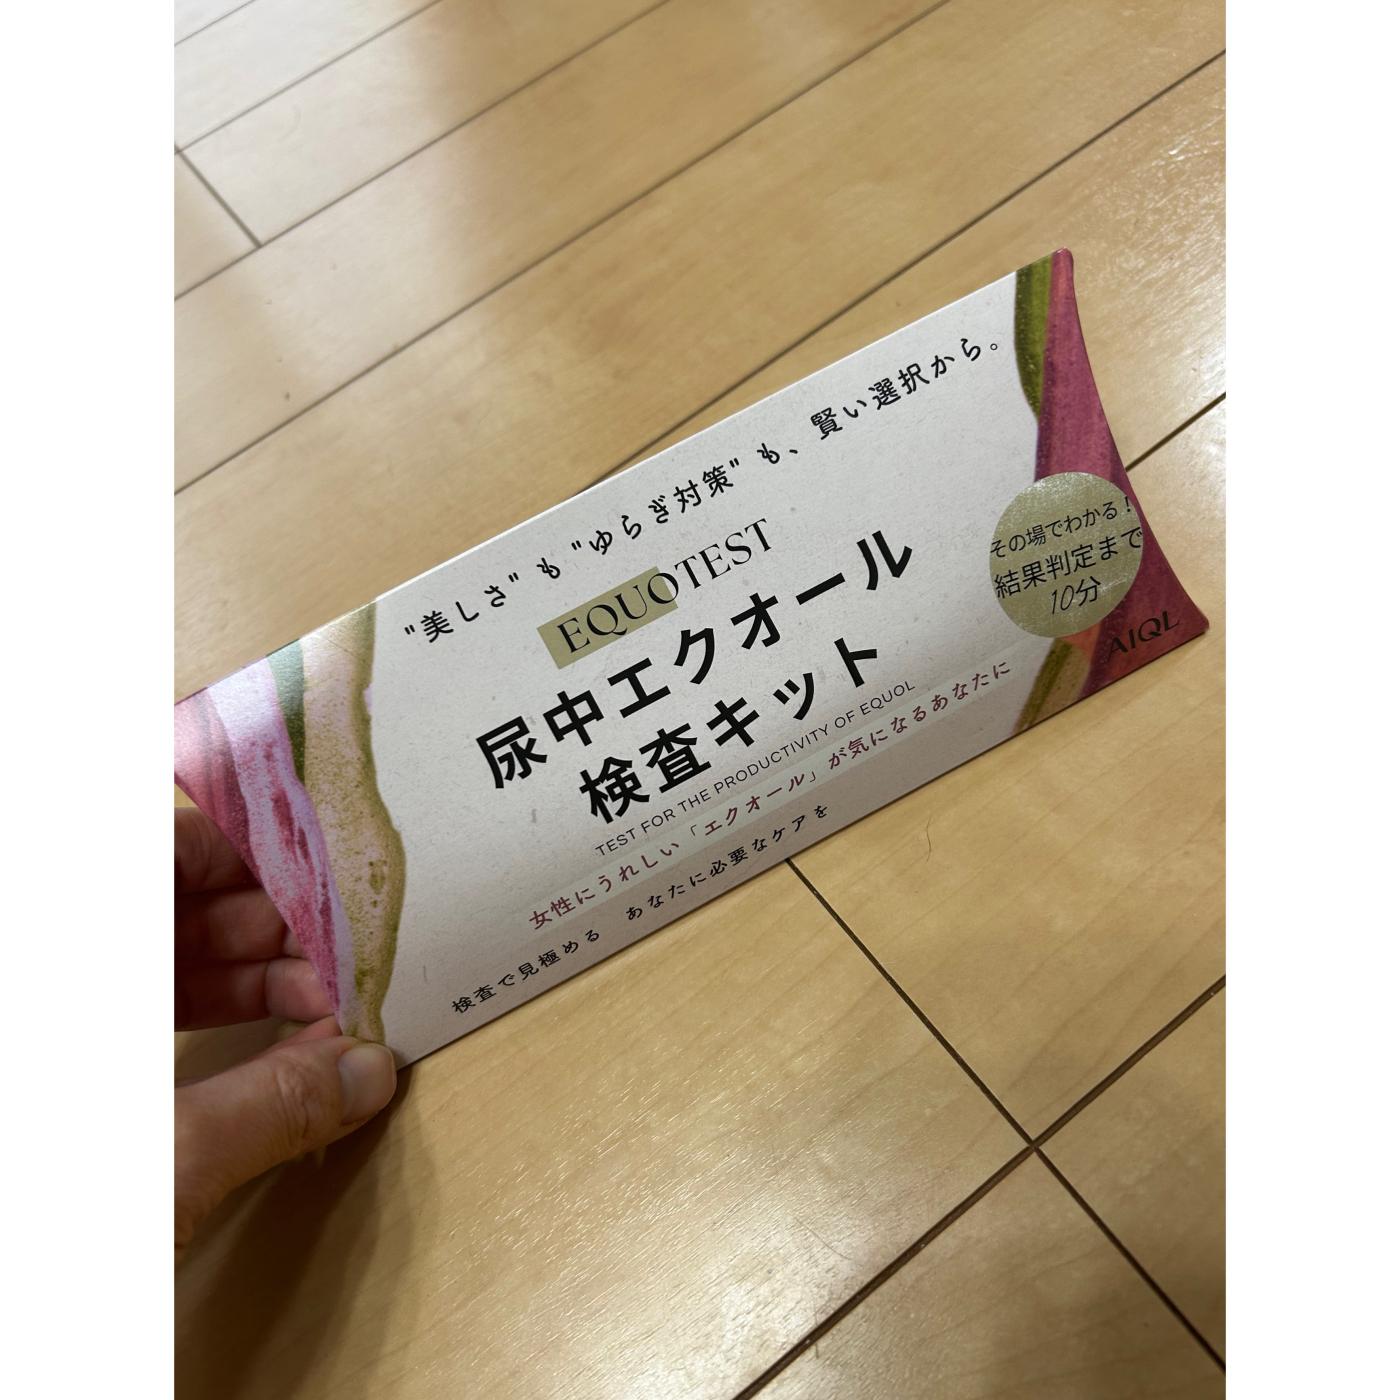 "美しさ"も"ゆらぎ対策"も、賢い選択から。
EQUOTEST
尿中エクオール
検査キット
TEST FOR THE PRODUCTIVITY OF EQUOL
女性にうれしい「エクオール」が気になるあなたに
検査で見極める あなたに必要なケアを
その場でわかる!
結果判定まで
10分
AIQL